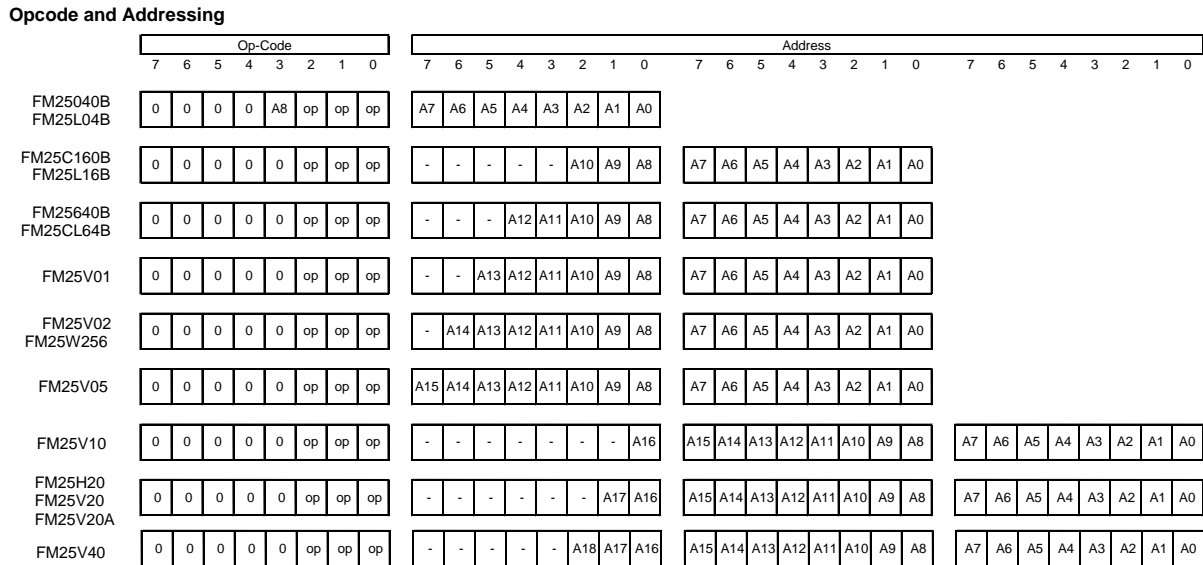 Opcode and Addressing
Op-Code Address
7 6 5 4 3 2 1 0 7 6 5 4 3 2 1 0 7 6 5 4 3 2 1 0 7 6 5 4 3 2 1 0
FM25040B
FM25L04B
0 0 0 0 A8 op op op A7 A6 A5 A4 A3 A2 A1 A0
FM25C160B
FM25L16B
0 0 0 0 0 op op op - - - - - A10 A9 A8 A7 A6 A5 A4 A3 A2 A1 A0
FM25640B
FM25CL64B
0 0 0 0 0 op op op - - - A12 A11 A10 A9 A8 A7 A6 A5 A4 A3 A2 A1 A0
FM25V01 0 0 0 0 0 op op op - - A13 A12 A11 A10 A9 A8 A7 A6 A5 A4 A3 A2 A1 A0
FM25V02
FM25W256
0 0 0 0 0 op op op - A14 A13 A12 A11 A10 A9 A8 A7 A6 A5 A4 A3 A2 A1 A0
FM25V05 0 0 0 0 0 op op op A15 A14 A13 A12 A11 A10 A9 A8 A7 A6 A5 A4 A3 A2 A1 A0
FM25V10 0 0 0 0 0 op op op - - - - - - - A16 A15 A14 A13 A12 A11 A10 A9 A8 A7 A6 A5 A4 A3 A2 A1 A0
FM25H20
FM25V20
FM25V20A
0 0 0 0 0 op op op - - - - - - A17 A16 A15 A14 A13 A12 A11 A10 A9 A8 A7 A6 A5 A4 A3 A2 A1 A0
FM25V40 0 0 0 0 0 op op op - - - - - A18 A17 A16 A15 A14 A13 A12 A11 A10 A9 A8 A7 A6 A5 A4 A3 A2 A1 A0